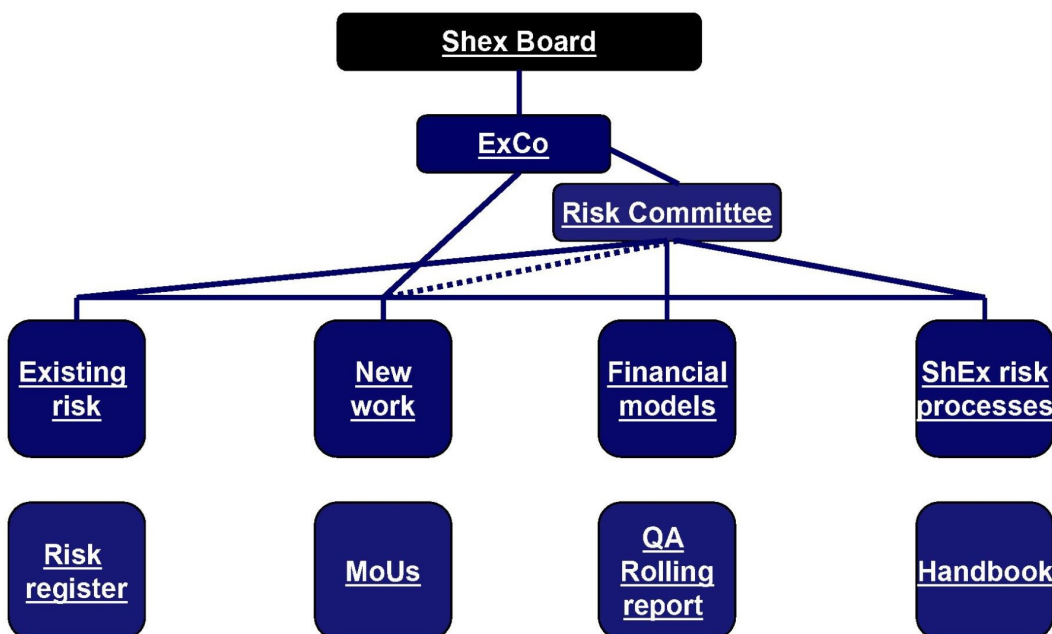 Shex Board
ExCo
Risk Committee
Existing
risk
New
work
Financial
models
ShEx risk
processes
Risk
register
MoUs
QA
Rolling
report
Handbook